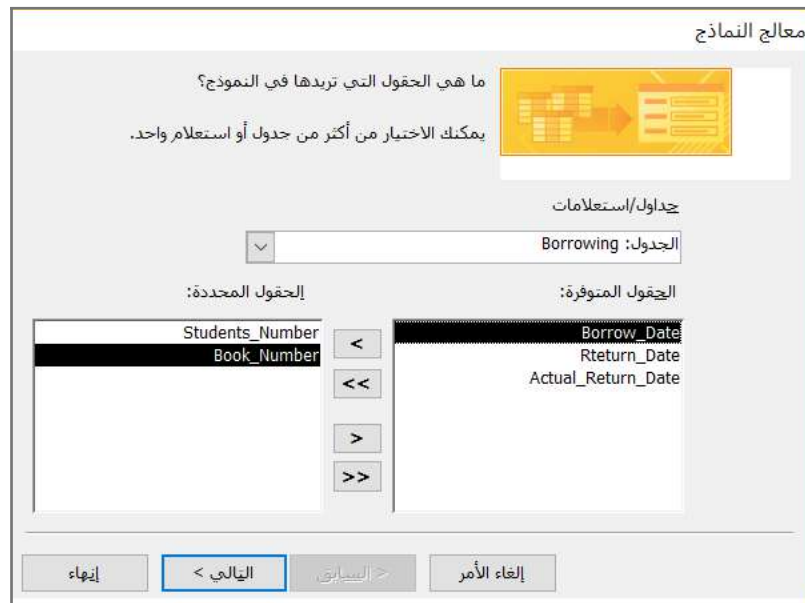 معالج النماذج
ما هي الحقول التي تريدها في النموذج؟
يمكنك الاختيار من أكثر من جدول أو استعلام واحد.
جداول/استعلامات
الجدول: Borrowing
الحقول المتوفرة:
Borrow_Date
Rteturn_Date
Actual_Return_Date
<
<<
>
>>
الحقول المحددة:
Students_Number
Book_Number
إلغاء الأمر
< السابق
التالي >
إنهاء